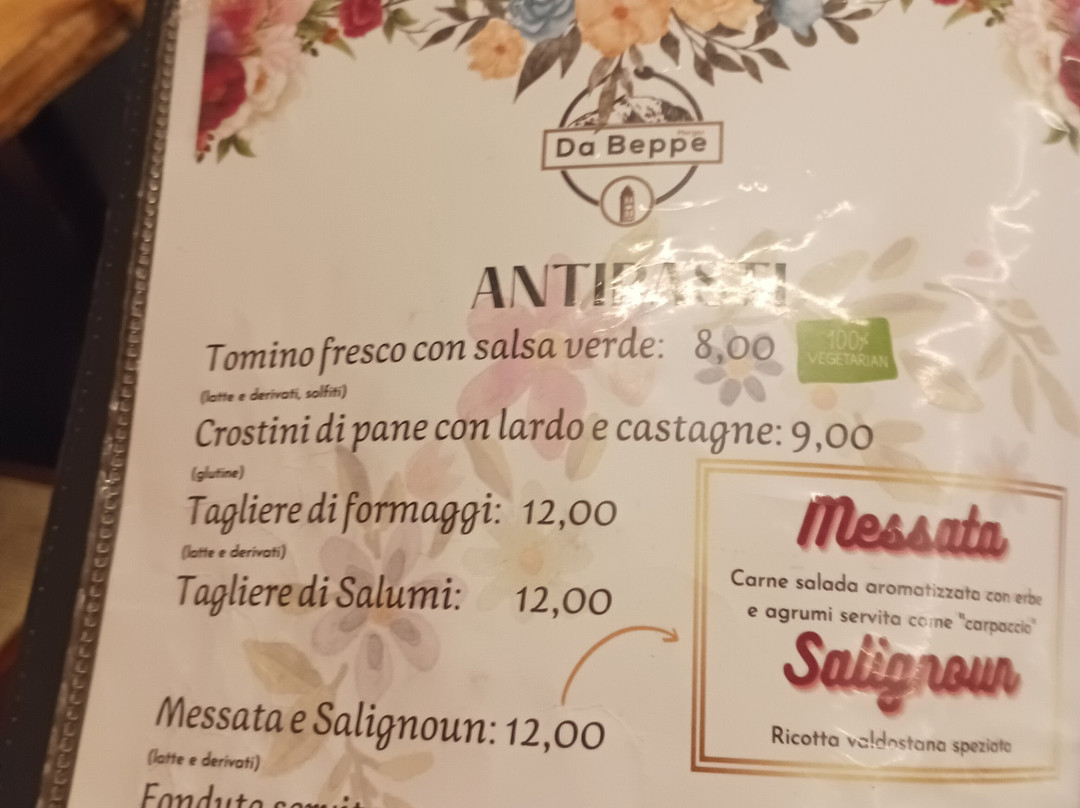 Da Beppe
ANTIPASTI
Tomino fresco con salsa verde: 8,00
100%
VEGETARIAN
(latte e derivati, solfiti)
Crostini di pane con lardo e castagne: 9,00
(glutine)
Tagliere di formaggi: 12,00
(latte e derivati)
Tagliere di Salumi: 12,00
Messata e Salignoun: 12,00
(latte e derivati)
Fonduta
Messata
Carne salada aromatizzata con erbe
e agrumi servita come "carpaccio"
Salignoun
Ricotta valdostana speziata